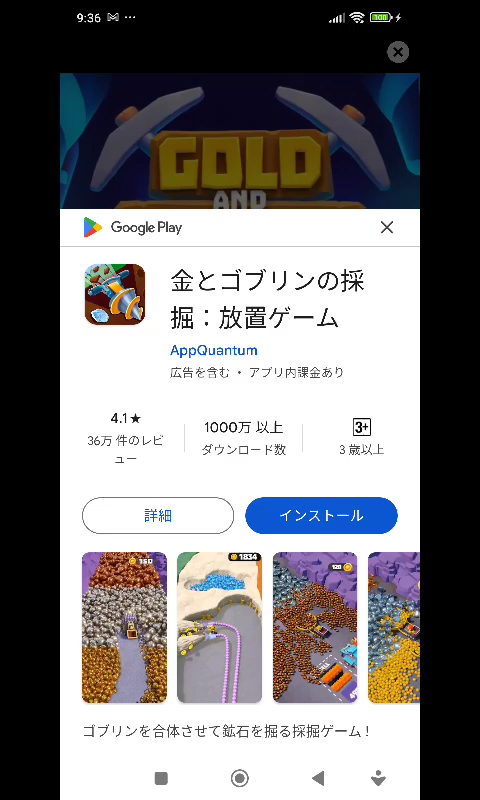 9:36
100
GOLD
AND
Google Play
金とゴブリンの採
掘：放置ゲーム
AppQuantum
広告を含む・アプリ内課金あり
4.1★
36万 件のレビ
ュー
1000万 以上
ダウンロード数
3+
3 歳以上
詳細
インストール
150
1834
128
ゴブリンを合体させて鉱石を掘る採掘ゲーム！